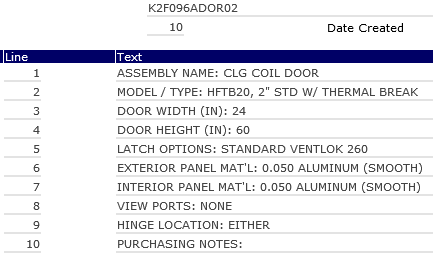 K2F096ADOR02
10 Date Created
Line Text
1 ASSEMBLY NAME: CLG COIL DOOR
2 MODEL / TYPE: HFTB20, 2" STD W/ THERMAL BREAK
3 DOOR WIDTH (IN): 24
4 DOOR HEIGHT (IN): 60
5 LATCH OPTIONS: STANDARD VENTLOK 260
6 EXTERIOR PANEL MAT'L: 0.050 ALUMINUM (SMOOTH)
7 INTERIOR PANEL MAT'L: 0.050 ALUMINUM (SMOOTH)
8 VIEW PORTS: NONE
9 HINGE LOCATION: EITHER
10 PURCHASING NOTES: